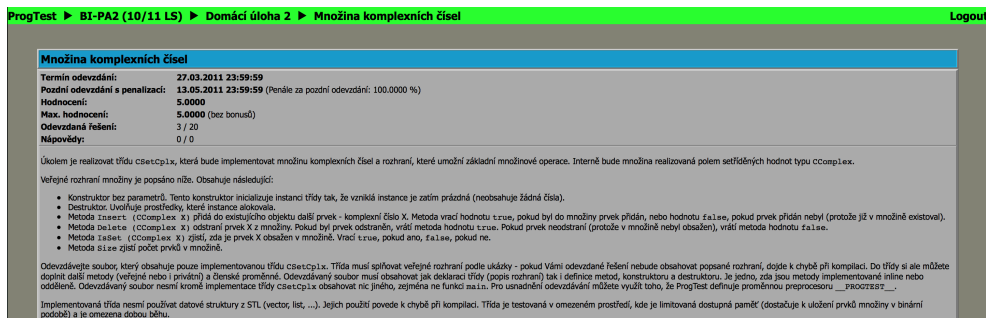 ProgTest ► BI-PA2 (10/11 LS) ► Domácí úloha 2 ► Množina komplexních čísel Logout
Množina komplexních čísel
Termín odevzdání: 27.03.2011 23:59:59
Pozdní odevzdání s penalizací: 13.05.2011 23:59:59 (Penále za pozdní odevzdání: 100.0000 %)
Hodnocení: 5.0000
Max. hodnocení: 5.0000 (bez bonusů)
Odevzdaná řešení: 3 / 20
Nápovědy: 0 / 0
Úkolem je realizovat třídu CSetCplx, která bude implementovat množinu komplexních čísel a rozhraní, které umožní základní množinové operace. Interně bude množina realizovaná polem setříděných hodnot typu CComplex.
Veřejné rozhraní množiny je popsáno níže. Obsahuje následující:
• Konstruktor bez parametrů. Tento konstruktor inicializuje instanci třídy tak, že vzniklá instance je zatím prázdná (neobsahuje žádná čísla).
• Destruktor. Uvolňuje prostředky, které instance alokovala.
• Metoda Insert (CComplex X) přidá do existujícího objektu další prvek - komplexní číslo X. Metoda vrací hodnotu true, pokud byl do množiny prvek přidán, nebo hodnotu false, pokud prvek přidán nebyl (protože již v množině existoval).
• Metoda Delete (CComplex X) odstraní prvek X z množiny. Pokud byl prvek odstraněn, vrátí metoda hodnotu true. Pokud prvek neodstraní (protože v množině nebyl obsažen), vrátí metoda hodnotu false.
• Metoda IsSet (CComplex X) zjistí, zda je prvek X obsažen v množině. Vrací true, pokud ano, false, pokud ne.
• Metoda Size zjistí počet prvků v množině.
Odevzdávejte soubor, který obsahuje pouze implementovanou třídu CSetCplx. Třída musí splňovat veřejné rozhraní podle ukázky - pokud Vámi odevzdané řešení nebude obsahovat popsané rozhraní, dojde k chybě při kompilaci. Do třídy si ale můžete
doplnit další metody (veřejné nebo i privátní) a členské proměnné. Odevzdávaný soubor musí obsahovat jak deklaraci třídy (popis rozhraní) tak i definice metod, konstruktoru a destruktoru. Je jedno, zda jsou metody implementované inline nebo
odděleně. Odevzdávaný soubor nesmí kromě implementace třídy CSetCplx obsahovat nic jiného, zejména ne funkci main. Pro usnadnění odevzdávání můžete využít toho, že ProgTest definuje proměnnou preprocesoru __PROGTEST__.
Implementovaná třída nesmí používat datové struktury z STL (vector, list, ...). Jejich použití povede k chybě při kompilaci. Třída je testovaná v omezeném prostředí, kde je limitovaná dostupná paměť (dostačuje k uložení prvků množiny v binární
podobě) a je omezena dobou běhu.